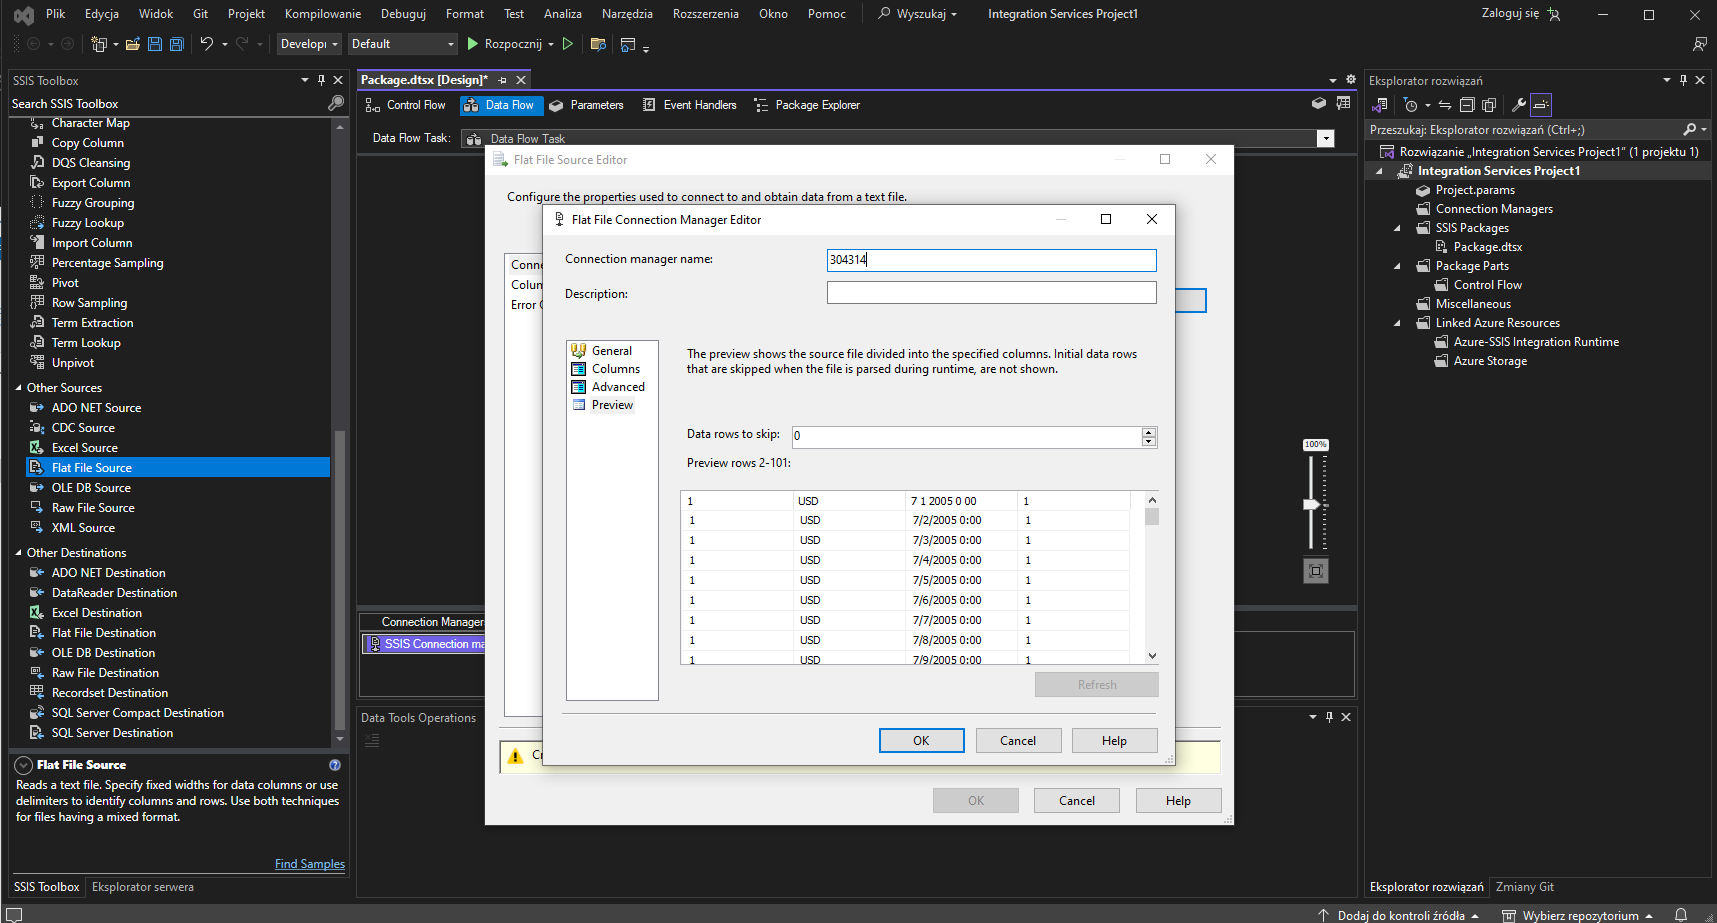 Plik Edycja Widok Git Projekt Kompilowanie Debuguj Format Test Analiza Narzędzia Rozszerzenia Okno Pomoc Wyszukaj Integration Services Project1 Zaloguj się
Default Rozpocznij
SSIS Toolbox
Search SSIS Toolbox
Character Map
Copy Column
DQS Cleansing
Export Column
Fuzzy Grouping
Fuzzy Lookup
Import Column
Percentage Sampling
Pivot
Row Sampling
Term Extraction
Term Lookup
Unpivot
Other Sources
ADO NET Source
CDC Source
Excel Source
Flat File Source
OLE DB Source
Raw File Source
XML Source
Other Destinations
ADO NET Destination
DataReader Destination
Excel Destination
Flat File Destination
OLE DB Destination
Raw File Destination
Recordset Destination
SQL Server Compact Destination
SQL Server Destination
Flat File Source
Reads a text file. Specify fixed widths for data columns or use
delimiters to identify columns and rows. Use both techniques
for files having a mixed format.
Find Samples
SSIS Toolbox Eksplorator serwera
Package.dtsx [Design]*
Control Flow Data Flow Parameters Event Handlers Package Explorer
Data Flow Task: Data Flow Task
Flat File Source Editor
Configure the properties used to connect to and obtain data from a text file.
Flat File Connection Manager Editor
Connection manager name: 304314
Description:
General
Columns
Advanced
Preview
The preview shows the source file divided into the specified columns. Initial data rows
that are skipped when the file is parsed during runtime, are not shown.
Data rows to skip: 0
Preview rows 2-101:
1 USD 7 1 2005 0 00 1
1 USD 7/2/2005 0:00 1
1 USD 7/3/2005 0:00 1
1 USD 7/4/2005 0:00 1
1 USD 7/5/2005 0:00 1
1 USD 7/6/2005 0:00 1
1 USD 7/7/2005 0:00 1
1 USD 7/8/2005 0:00 1
1 USD 7/9/2005 0:00 1
Refresh
OK Cancel Help
OK Cancel Help
100%
Connection Manager
SSIS Connection ma
Data Tools Operations
Eksplorator rozwiązań
Przeszukaj: Eksplorator rozwiązań (Ctrl+;)
Rozwiązanie „Integration Services Project1” (1 projektu 1)
Integration Services Project1
Project.params
Connection Managers
SSIS Packages
Package.dtsx
Package Parts
Control Flow
Miscellaneous
Linked Azure Resources
Azure-SSIS Integration Runtime
Azure Storage
Eksplorator rozwiązań Zmiany Git
Dodaj do kontroli źródła Wybierz repozytorium